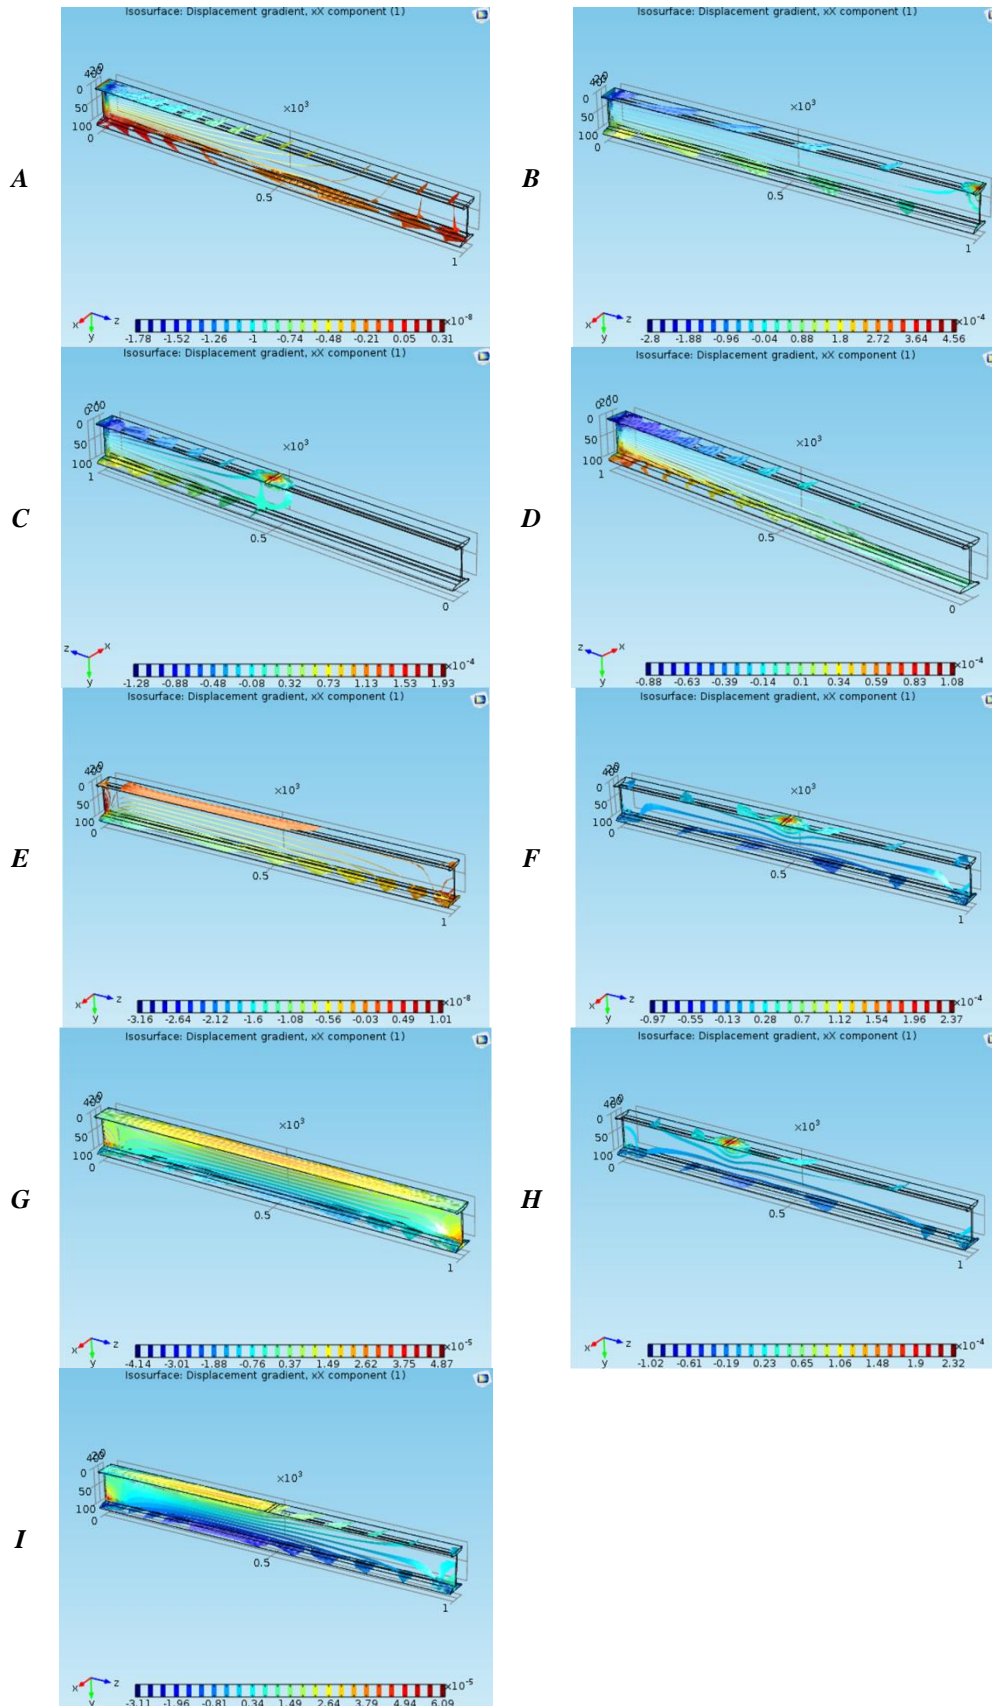 Isosurface: Displacement gradient, xX component (1)
Isosurface: Displacement gradient, xX component (1)
A
0
50
100
0
×10³
0.5
1
x
y
z
×10⁻⁸
-1.78 -1.52 -1.26 -1 -0.74 -0.48 -0.21 0.05 0.31
B
0
50
100
0
×10³
0.5
1
x
y
z
×10⁻⁴
-2.8 -1.88 -0.96 -0.04 0.88 1.8 2.72 3.64 4.56
Isosurface: Displacement gradient, xX component (1)
Isosurface: Displacement gradient, xX component (1)
C
0
50
100
1
×10³
0.5
0
z
x
y
×10⁻⁴
-1.28 -0.88 -0.48 -0.08 0.32 0.73 1.13 1.53 1.93
D
0
50
100
1
×10³
0.5
0
z
x
y
×10⁻⁴
-0.88 -0.63 -0.39 -0.14 0.1 0.34 0.59 0.83 1.08
Isosurface: Displacement gradient, xX component (1)
Isosurface: Displacement gradient, xX component (1)
E
0
50
100
0
×10³
0.5
1
x
y
z
×10⁻⁸
-3.16 -2.64 -2.12 -1.6 -1.08 -0.56 -0.03 0.49 1.01
F
0
50
100
0
×10³
0.5
1
x
y
z
×10⁻⁴
-0.97 -0.55 -0.13 0.28 0.7 1.12 1.54 1.96 2.37
Isosurface: Displacement gradient, xX component (1)
Isosurface: Displacement gradient, xX component (1)
G
0
50
100
0
×10³
0.5
1
x
y
z
×10⁻⁵
-4.14 -3.01 -1.88 -0.76 0.37 1.49 2.62 3.75 4.87
H
0
50
100
0
×10³
0.5
1
x
y
z
×10⁻⁴
-1.02 -0.61 -0.19 0.23 0.65 1.06 1.48 1.9 2.32
Isosurface: Displacement gradient, xX component (1)
I
0
50
100
0
×10³
0.5
1
x
y
z
×10⁻⁵
-3.11 -1.96 -0.81 0.34 1.49 2.64 3.79 4.94 6.09